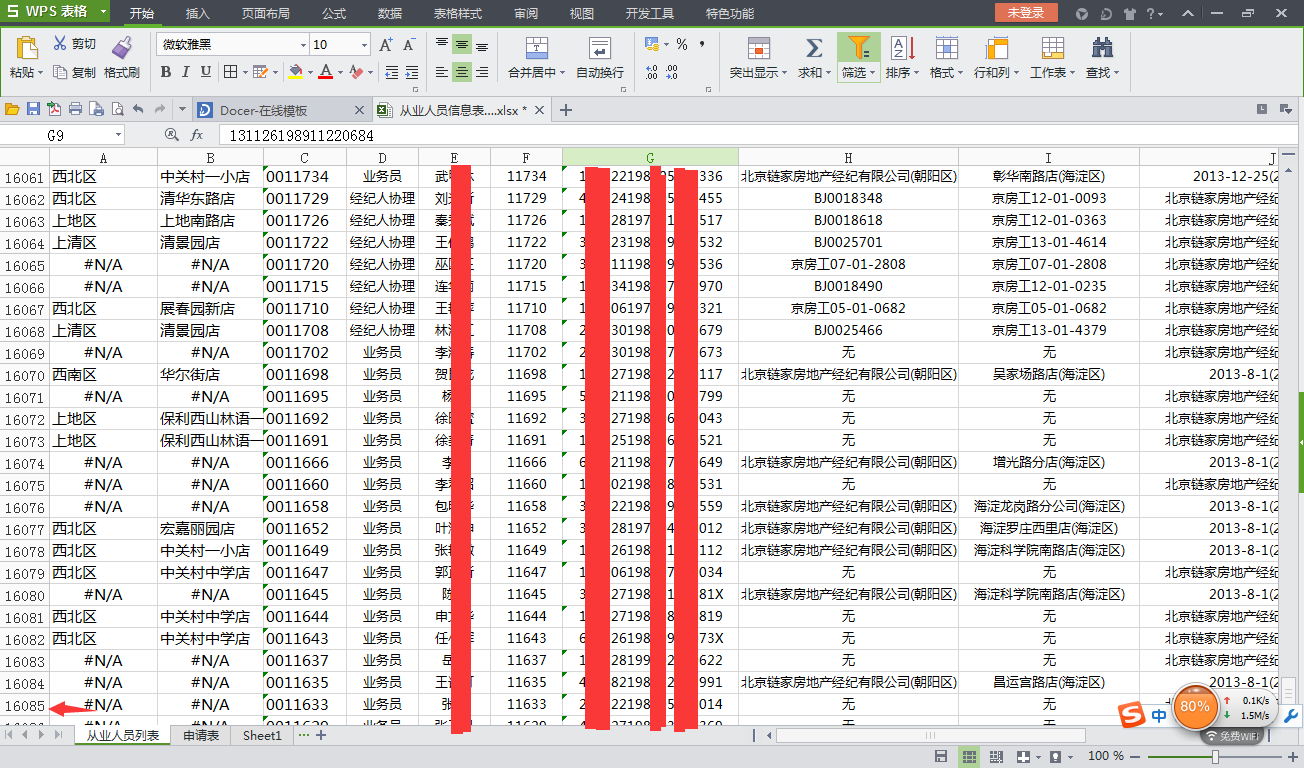 WPS 表格 开始 插入 页面布局 公式 数据 表格样式 审阅 视图 开发工具 特色功能 未登录
剪切 微软雅黑 10
粘贴 复制 格式刷 B I U A 合并居中 自动换行 突出显示 求和 筛选 排序 格式 行和列 工作表 查找
Docer-在线模板 从业人员信息表....xlsx *
G9 fx 131126198911220684
A B C D E F G H I J
16061 西北区 中关村一小店 0011734 业务员 武 11734 1 22198 336 北京链家房地产经纪有限公司(朝阳区) 彰华南路店(海淀区) 2013-12-25(2
16062 西北区 清华东路店 0011729 经纪人协理 刘 11729 4 24198 455 BJ0018348 京房工12-01-0093 北京链家房地产经纪
16063 上地区 上地南路店 0011726 经纪人协理 秦 11726 1 28197 517 BJ0018618 京房工12-01-0363 北京链家房地产经纪
16064 上清区 清景园店 0011722 经纪人协理 王 11722 3 23198 532 BJ0025701 京房工13-01-4614 北京链家房地产经纪
16065 #N/A #N/A 0011720 经纪人协理 巫 11720 3 11198 536 京房工07-01-2808 京房工07-01-2808 北京链家房地产经纪
16066 #N/A #N/A 0011715 经纪人协理 连 11715 1 34198 970 BJ0018490 京房工12-01-0235 北京链家房地产经纪
16067 西北区 展春园新店 0011710 经纪人协理 王 11710 1 06197 321 京房工05-01-0682 京房工05-01-0682 北京链家房地产经纪
16068 上清区 清景园店 0011708 经纪人协理 林 11708 2 30198 679 BJ0025466 京房工13-01-4379 北京链家房地产经纪
16069 #N/A #N/A 0011702 业务员 李 11702 2 30198 673 无 无 北京链家房地产经纪
16070 西南区 华尔街店 0011698 业务员 贺 11698 1 27198 117 北京链家房地产经纪有限公司(朝阳区) 吴家场路店(海淀区) 2013-8-1(2
16071 #N/A #N/A 0011695 业务员 杨 11695 5 21198 799 无 无 北京链家房地产经纪
16072 上地区 保利西山林语一 0011692 业务员 徐 11692 3 27198 043 无 无 北京链家房地产经纪
16073 上地区 保利西山林语一 0011691 业务员 徐 11691 1 25198 521 无 无 北京链家房地产经纪
16074 #N/A #N/A 0011666 业务员 李 11666 6 21198 649 北京链家房地产经纪有限公司(朝阳区) 增光路分店(海淀区) 2013-8-1(2
16075 #N/A #N/A 0011660 业务员 李 11660 1 02198 531 无 无 北京链家房地产经纪
16076 #N/A #N/A 0011658 业务员 包 11658 3 22198 559 北京链家房地产经纪有限公司(朝阳区) 海淀龙岗路分公司(海淀区) 2013-8-1(2
16077 西北区 宏嘉丽园店 0011652 业务员 叶 11652 3 28197 012 北京链家房地产经纪有限公司(朝阳区) 海淀罗庄西里店(海淀区) 2013-8-1(2
16078 西北区 中关村一小店 0011649 业务员 张 11649 1 26198 112 北京链家房地产经纪有限公司(朝阳区) 海淀科学院南路店(海淀区) 2013-8-1(2
16079 西北区 中关村中学店 0011647 业务员 郭 11647 1 06198 034 无 无 北京链家房地产经纪
16080 #N/A #N/A 0011645 业务员 11645 3 27198 81X 北京链家房地产经纪有限公司(朝阳区) 海淀科学院南路店(海淀区) 2013-8-1(2
16081 西北区 中关村中学店 0011644 业务员 申 11644 1 27198 819 无 无 北京链家房地产经纪
16082 西北区 中关村中学店 0011643 业务员 任 11643 6 26198 73X 无 无 北京链家房地产经纪
16083 #N/A #N/A 0011637 业务员 岳 11637 1 28199 622 无 无 北京链家房地产经纪
16084 #N/A #N/A 0011635 业务员 王 11635 4 82198 991 北京链家房地产经纪有限公司(朝阳区) 昌运宫路店(海淀区) 2013-8-1(2
16085 #N/A #N/A 0011633 业务员 张 11633 2 22198 014 无
从业人员列表 申请表 Sheet1 ··· +
中 80% 0.1K/s 1.5M/s 免费WiFi
100 %